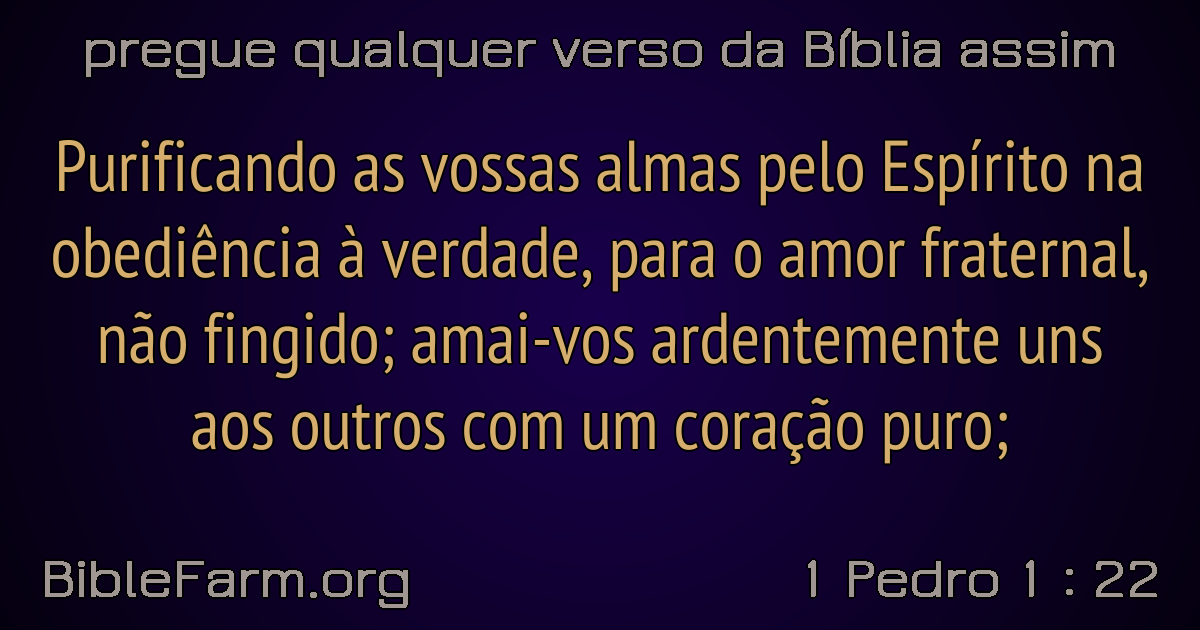 pregue qualquer verso da Bíblia assim
Purificando as vossas almas pelo Espírito na
obediência à verdade, para o amor fraternal,
não fingido; amai-vos ardentemente uns
aos outros com um coração puro;
BibleFarm.org
1 Pedro 1 : 22